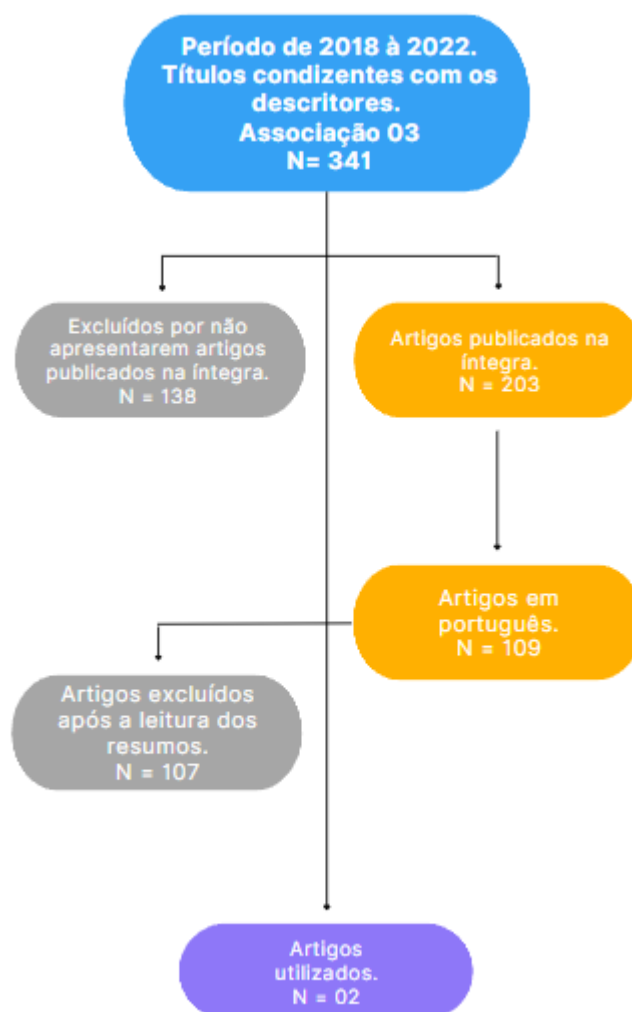 Período de 2018 à 2022.
Títulos condizentes com os
descritores.
Associação 03
N= 341
Excluídos por não
apresentarem artigos
publicados na íntegra.
N = 138
Artigos publicados na
íntegra.
N = 203
Artigos em
português.
N = 109
Artigos excluídos
após a leitura dos
resumos.
N = 107
Artigos
utilizados.
N = 02